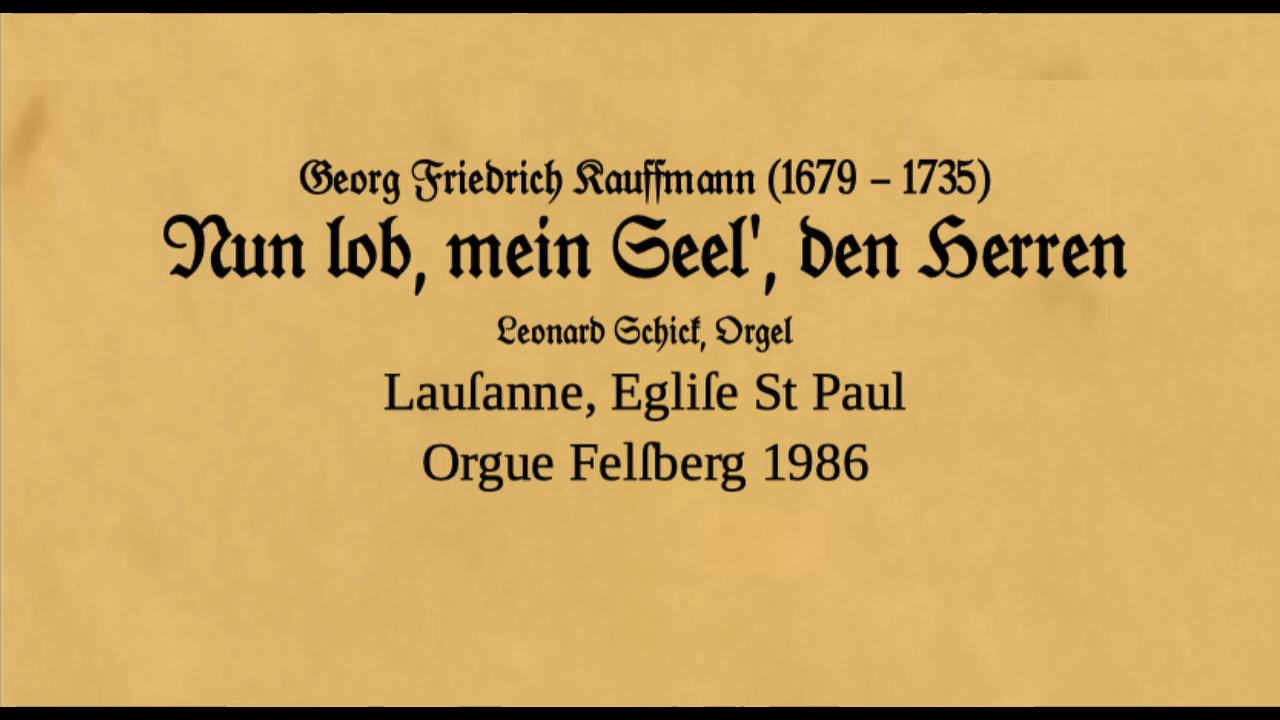 Georg Friedrich Kauffmann (1679 – 1735)
Nun lob, mein Seel', den Herren
Leonard Schick, Orgel
Lauſanne, Egliſe St Paul
Orgue Felſberg 1986